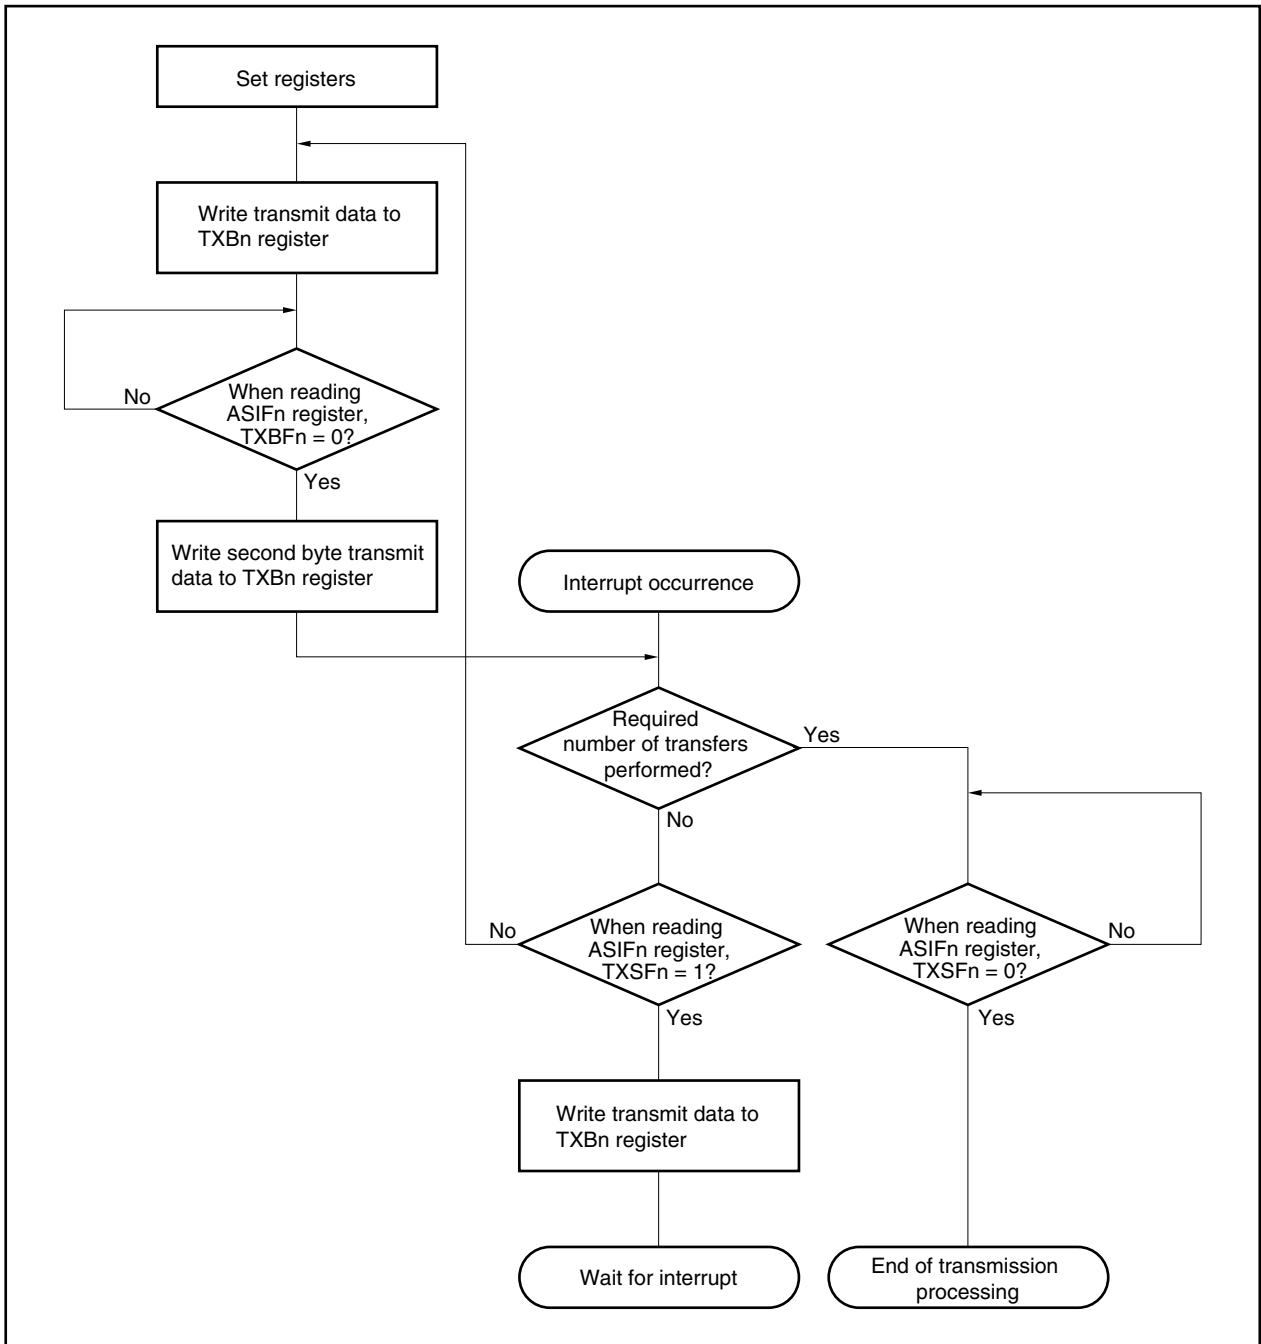 Set registers
Write transmit data to
TXBn register
No
When reading
ASIFn register,
TXBFn = 0?
Yes
Write second byte transmit
data to TXBn register
Interrupt occurrence
Required
number of transfers
performed?
Yes
No
No
When reading
ASIFn register,
TXSFn = 1?
Yes
When reading
ASIFn register,
TXSFn = 0?
No
Yes
Write transmit data to
TXBn register
Wait for interrupt
End of transmission
processing